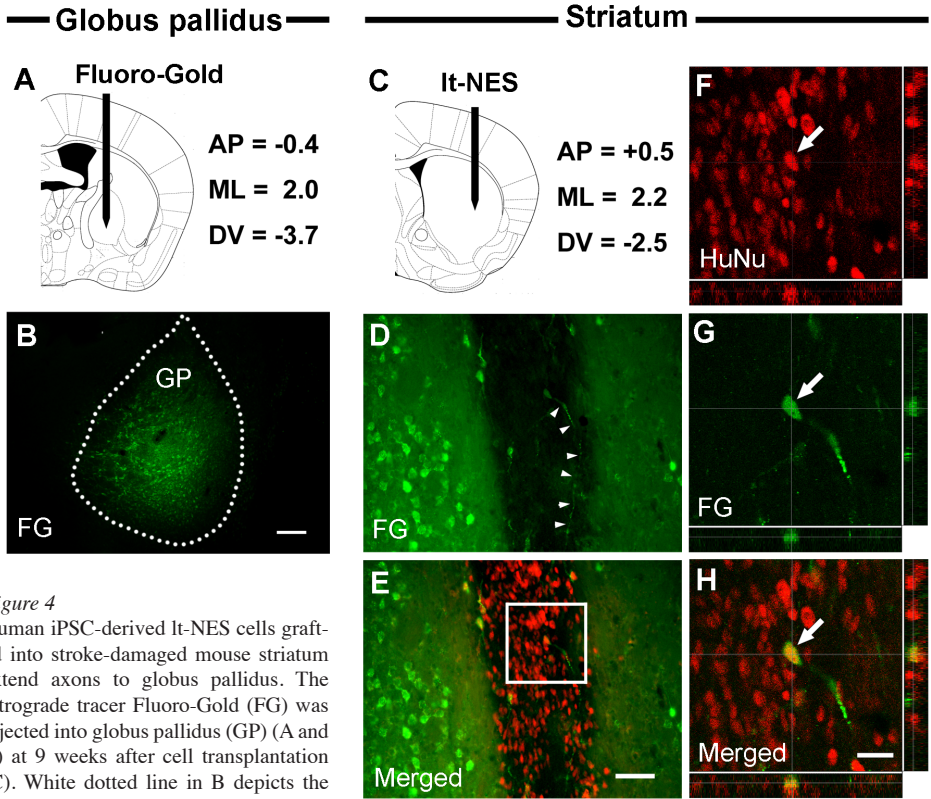 Globus pallidus
Striatum
A
Fluoro-Gold
AP = -0.4
ML = 2.0
DV = -3.7
C
lt-NES
AP = +0.5
ML = 2.2
DV = -2.5
F
HuNu
B
GP
FG
D
FG
G
FG
E
Merged
H
Merged
igure 4
uman iPSC-derived lt-NES cells graft-
d into stroke-damaged mouse striatum
xtend axons to globus pallidus. The
trograde tracer Fluoro-Gold (FG) was
jected into globus pallidus (GP) (A and
) at 9 weeks after cell transplantation
C). White dotted line in B depicts the